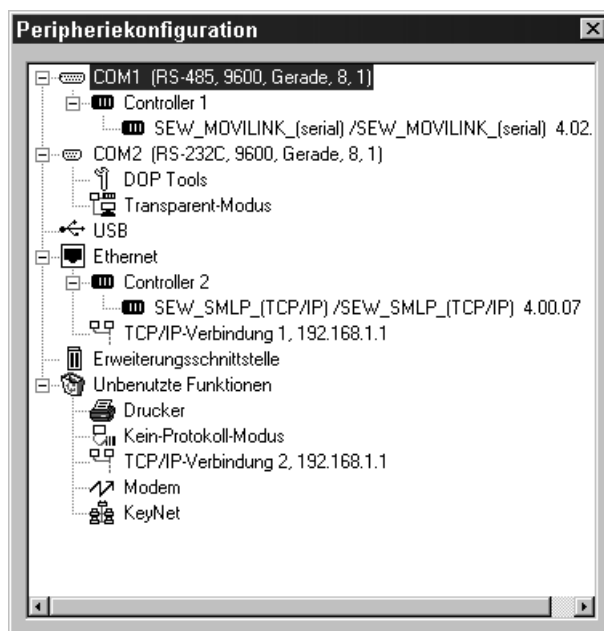 Peripheriekonfiguration
COM1 (RS-485, 9600, Gerade, 8, 1)
Controller 1
SEW_MOVILINK_(serial) /SEW_MOVILINK_(serial) 4.02.
COM2 (RS-232C, 9600, Gerade, 8, 1)
DOP Tools
Transparent-Modus
USB
Ethernet
Controller 2
SEW_SMLP_(TCP/IP) /SEW_SMLP_(TCP/IP) 4.00.07
TCP/IP-Verbindung 1, 192.168.1.1
Erweiterungsschnittstelle
Unbenutzte Funktionen
Drucker
Kein-Protokoll-Modus
TCP/IP-Verbindung 2, 192.168.1.1
Modem
KeyNet